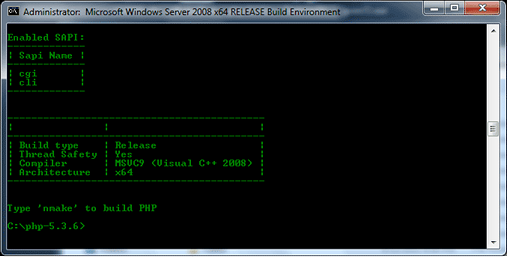 Administrator: Microsoft Windows Server 2008 x64 RELEASE Build Environment
Enabled SAPI:
-------------
| Sapi Name |
-------------
| cgi |
| cli |
-------------
| | |
| Build type | Release |
| Thread Safety | Yes |
| Compiler | MSVC9 (Visual C++ 2008) |
| Architecture | x64 |
Type 'nmake' to build PHP
C:\php-5.3.6>